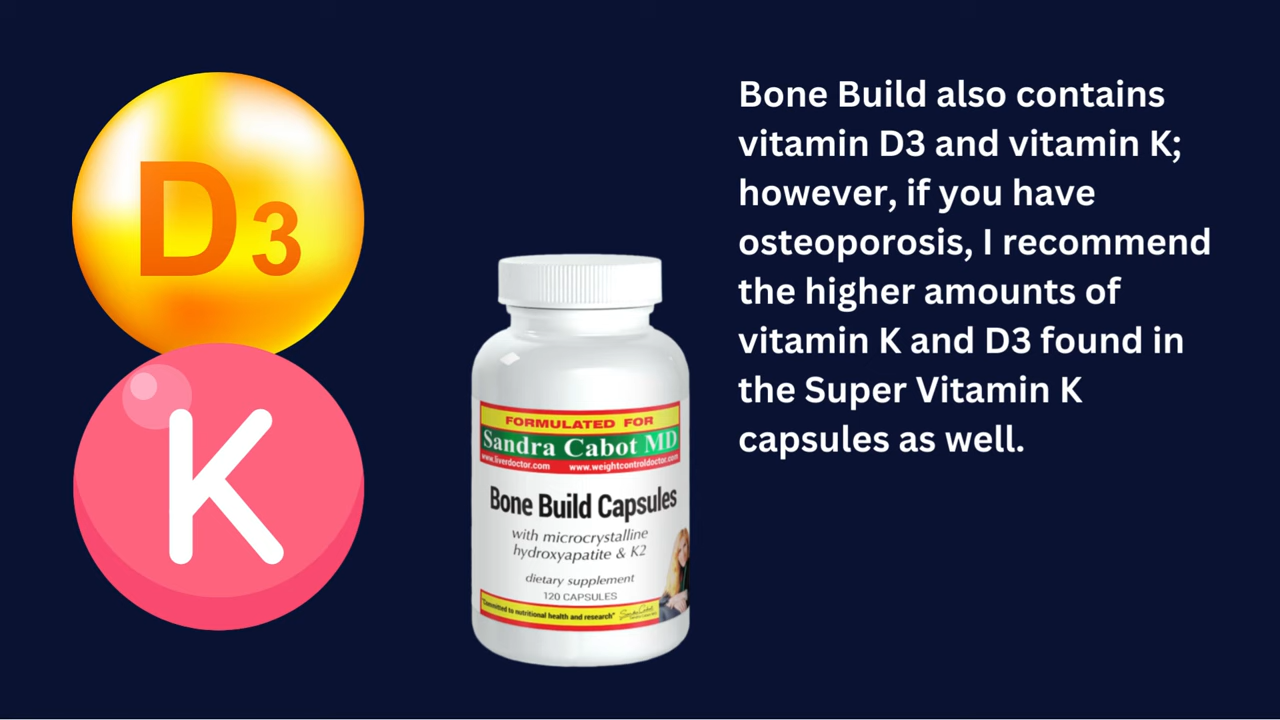 D3
K
Bone Build also contains
vitamin D3 and vitamin K;
however, if you have
osteoporosis, I recommend
the higher amounts of
vitamin K and D3 found in
the Super Vitamin K
capsules as well.
FORMULATED FOR
Sandra Cabot MD
www.liverdoctor.com www.weightcontroldoctor.com
Bone Build Capsules
with microcrystalline
hydroxyapatite & K2
dietary supplement
120 CAPSULES
"Committed to nutritional health and research"